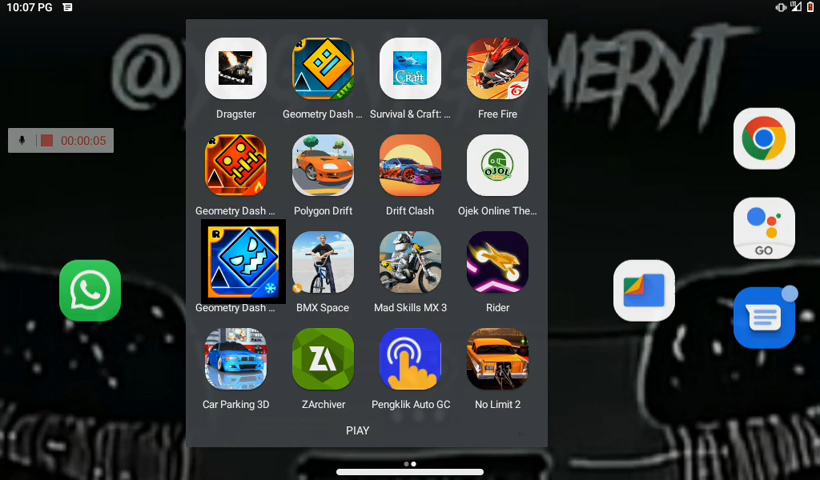 10:07 PG
@ MERYT
00:00:05
Dragster
Geometry Dash ...
Survival & Craft: ...
Free Fire
Geometry Dash ...
Polygon Drift
Drift Clash
Ojek Online The...
Geometry Dash ...
BMX Space
Mad Skills MX 3
Rider
GO
Car Parking 3D
ZArchiver
Pengklik Auto GC
No Limit 2
PlAY